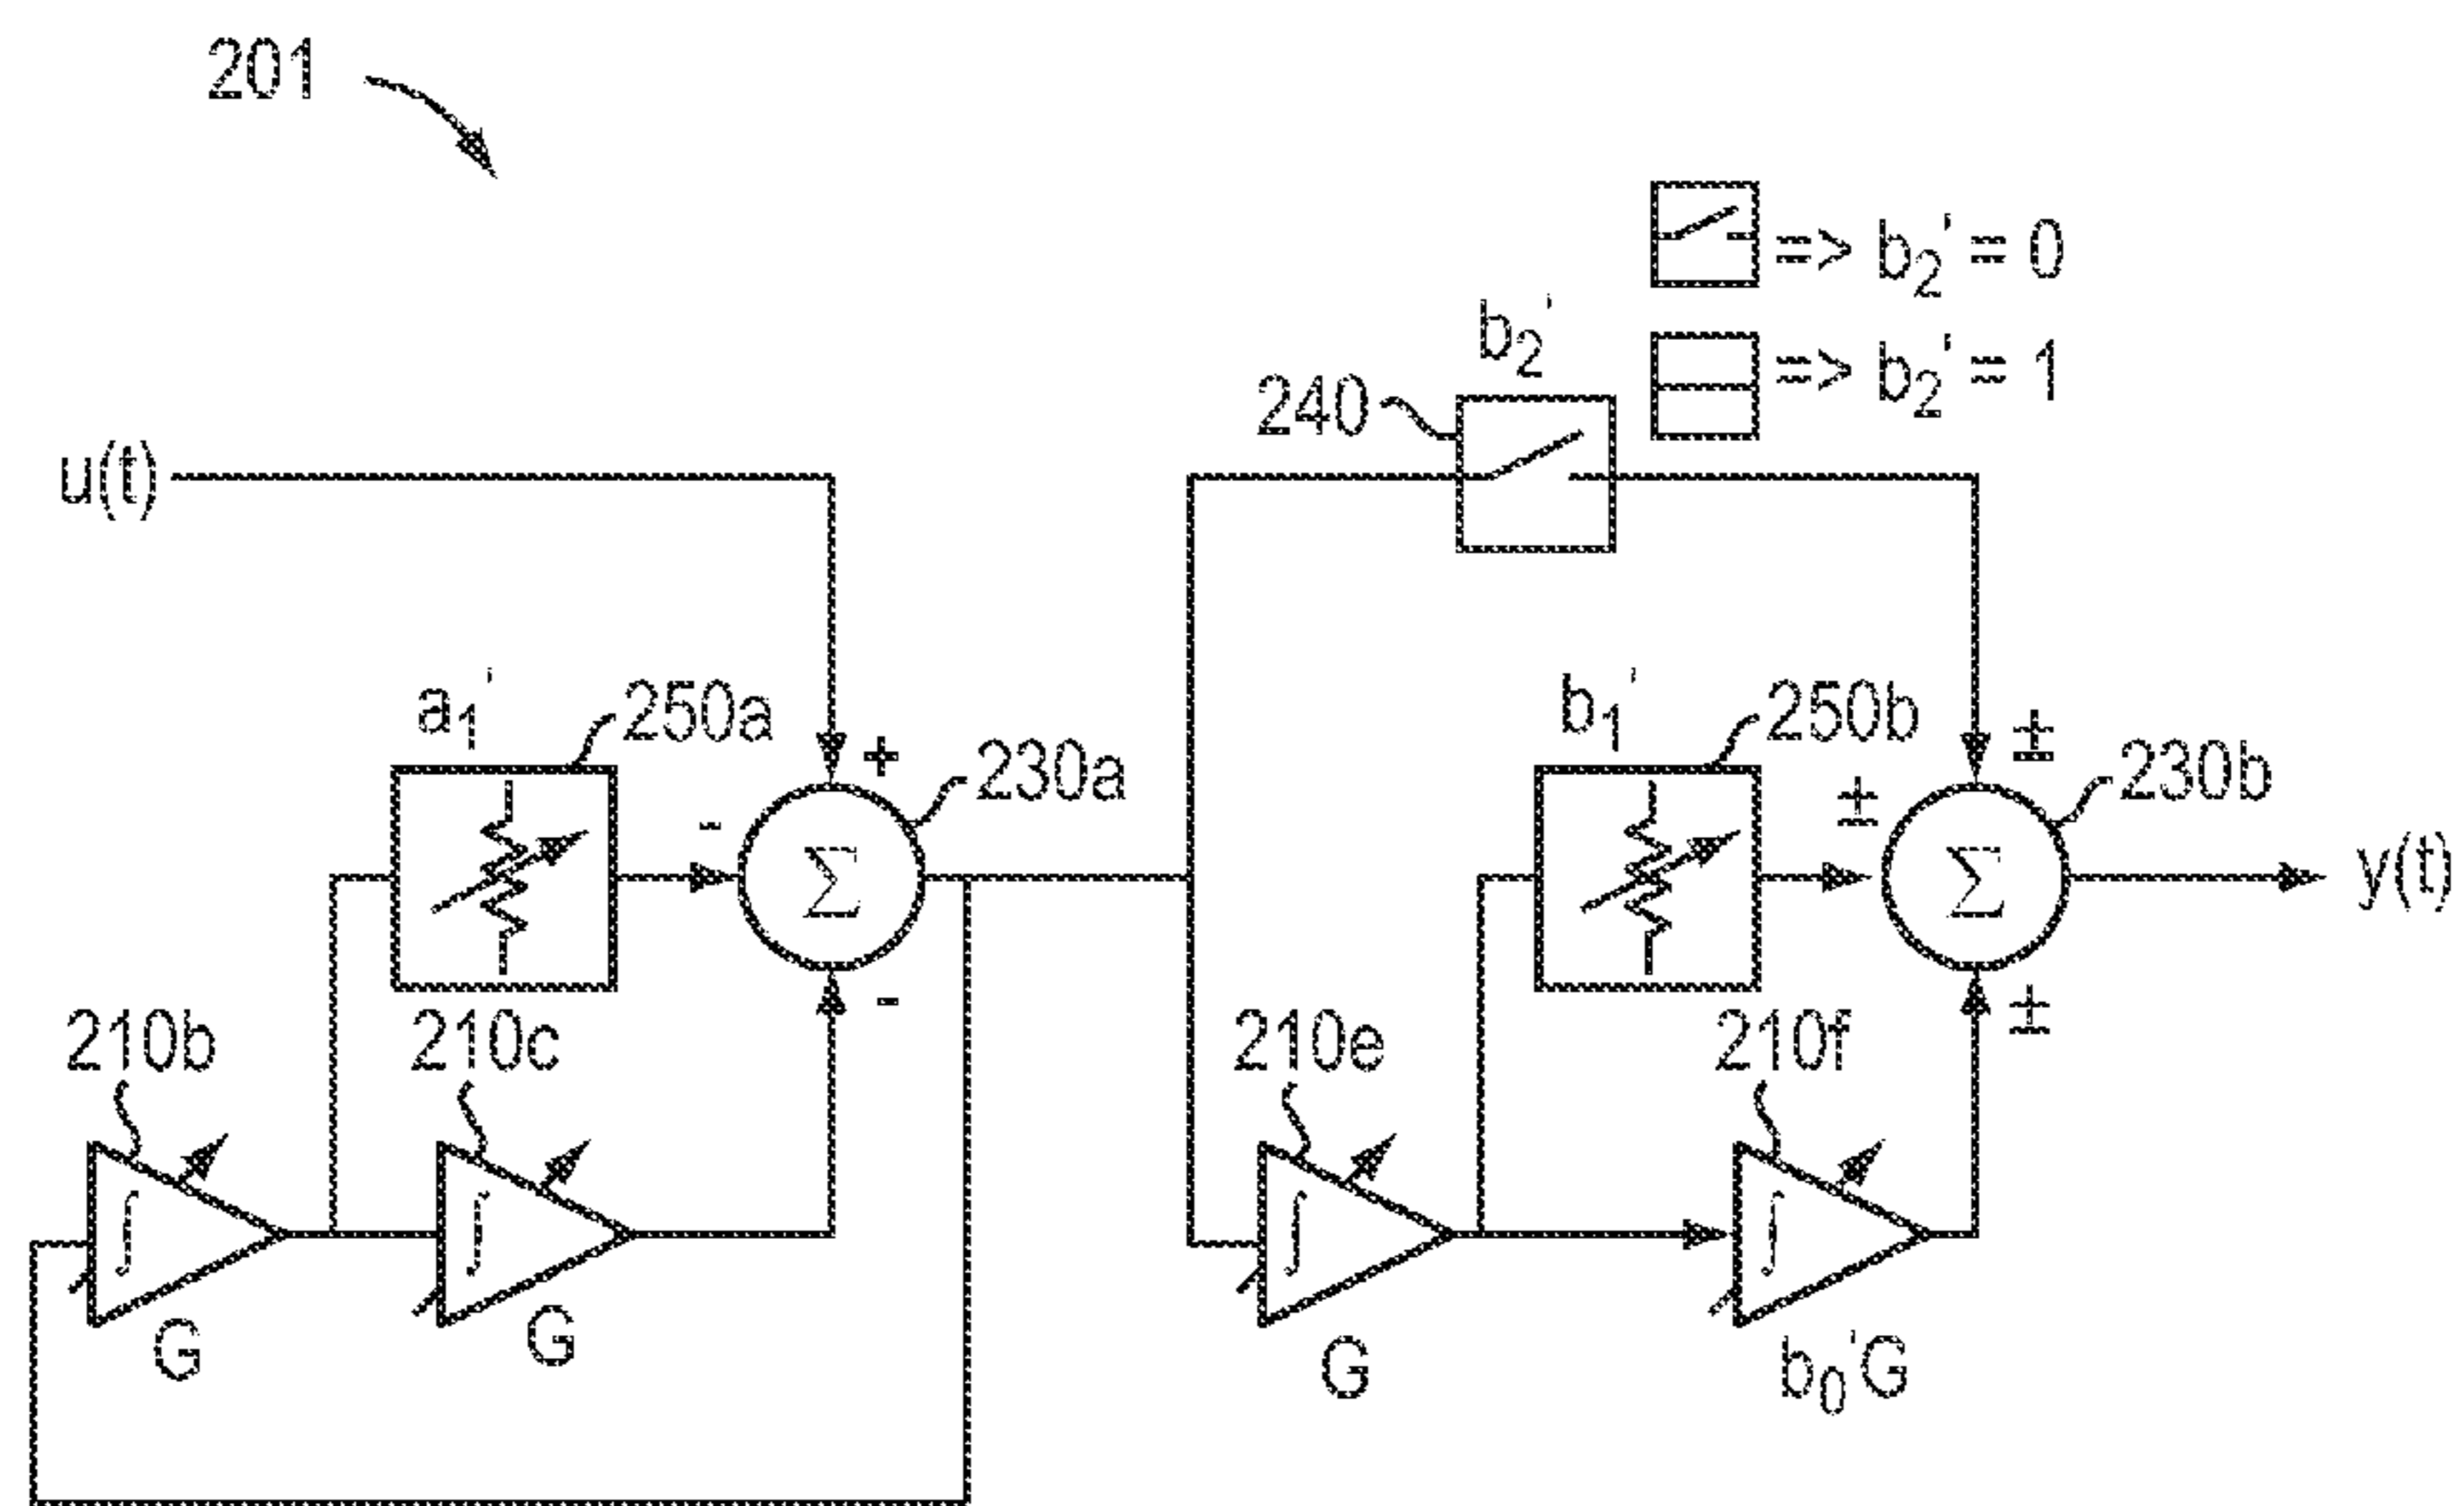 201
=> b₂' = 0
b₂'
=> b₂' = 1
240
u(t)
a₁'
250a
+
230a
-
Σ
-
b₁'
250b
±
±
230b
Σ
y(t)
±
210b
210c
210e
210f
∫
∫
∫
∫
G
G
G
b₀'G